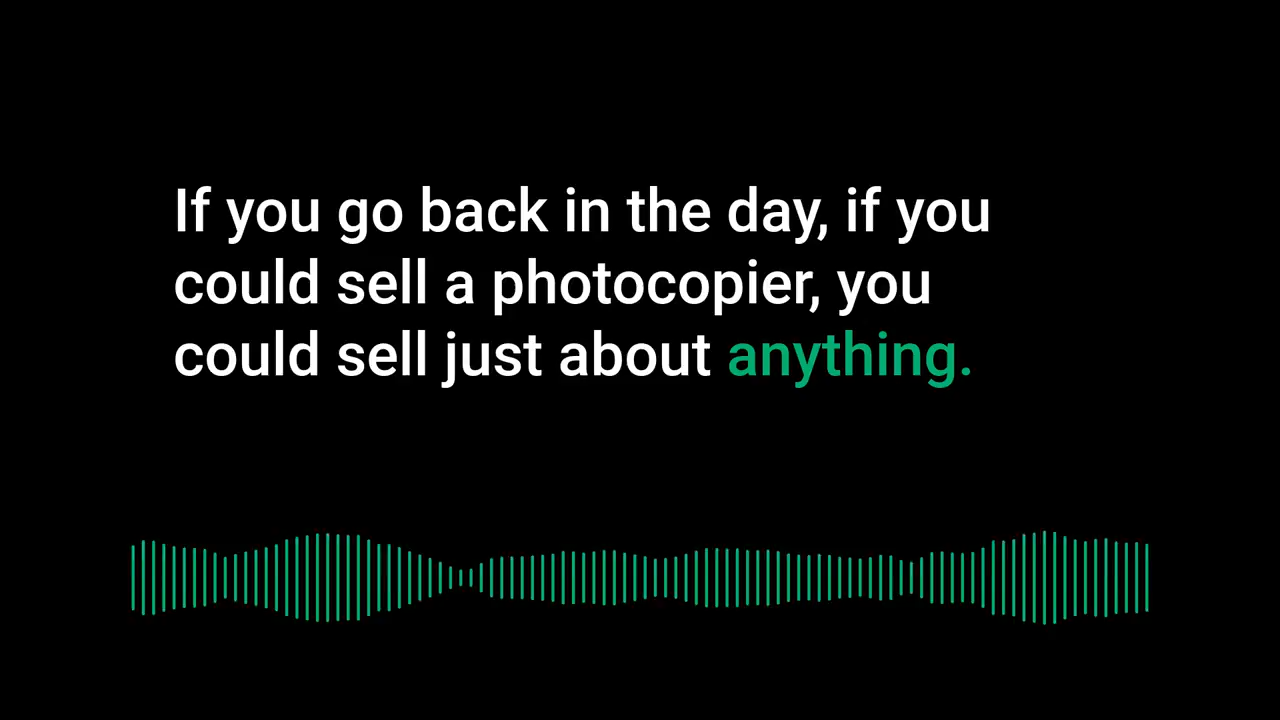 If you go back in the day, if you
could sell a photocopier, you
could sell just about anything.